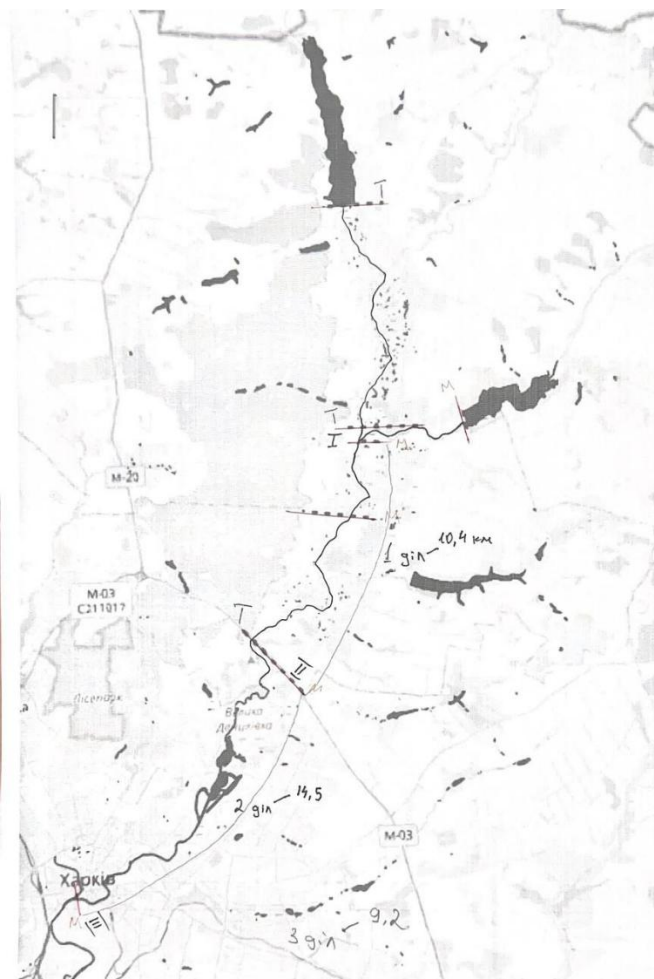 I
I
M
I
M-20
1 діл — 10,4 км
М-03
С211017
I
II
Лісопарк
Велика
Данилівка
2 діл — 14,5
М-03
Харків
М
III
3 діл — 9,2